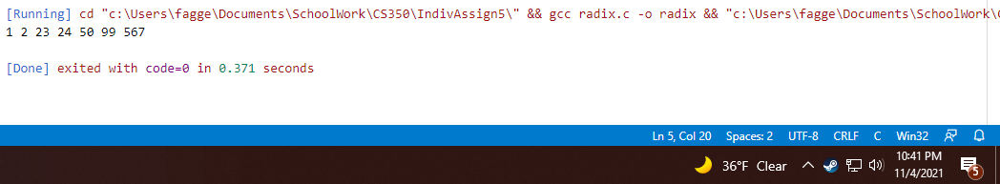 [Running] cd "c:\Users\fagge\Documents\SchoolWork\CS350\IndivAssign5\" && gcc radix.c -o radix && "c:\Users\fagge\Documents\SchoolWork\
1 2 23 24 50 99 567
[Done] exited with code=0 in 0.371 seconds
Ln 5, Col 20 Spaces: 2 UTF-8 CRLF C Win32
36°F Clear 10:41 PM
11/4/2021 5